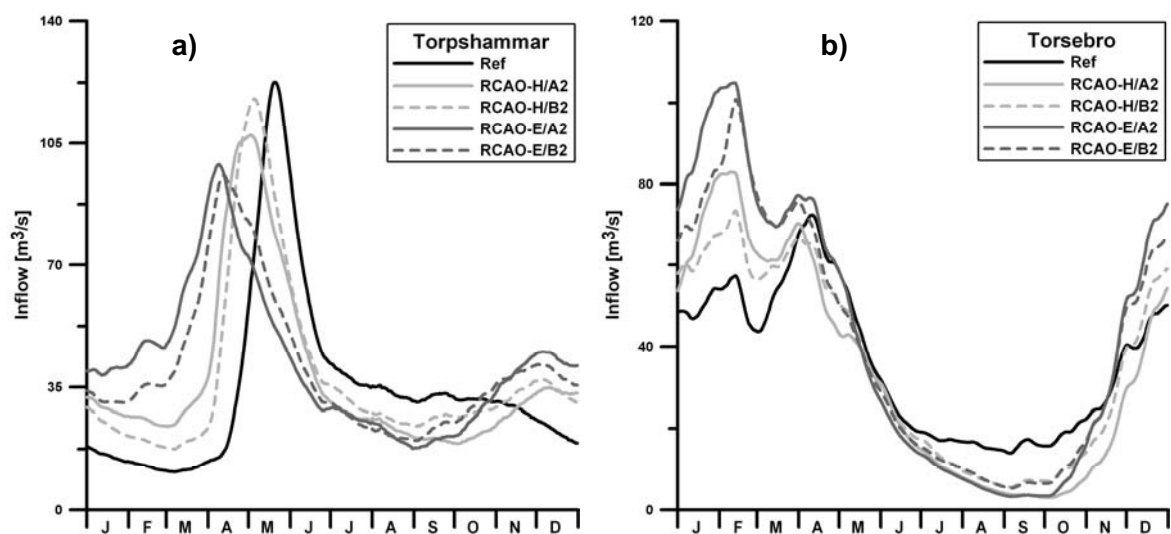 a)
Torpshammar
Ref
RCAO-H/A2
RCAO-H/B2
RCAO-E/A2
RCAO-E/B2
Inflow [m³/s]
140
105
70
35
0
J F M A M J J A S O N D
b)
Torsebro
Ref
RCAO-H/A2
RCAO-H/B2
RCAO-E/A2
RCAO-E/B2
Inflow [m³/s]
120
80
40
0
J F M A M J J A S O N D